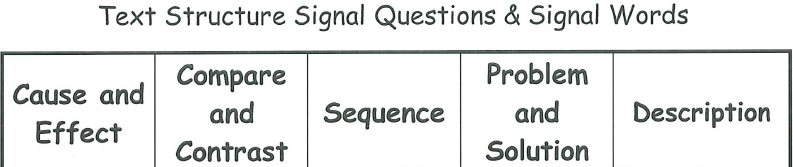 Text Structure Signal Questions & Signal Words
Cause and
Effect
Compare
and
Contrast
Sequence
Problem
and
Solution
Description